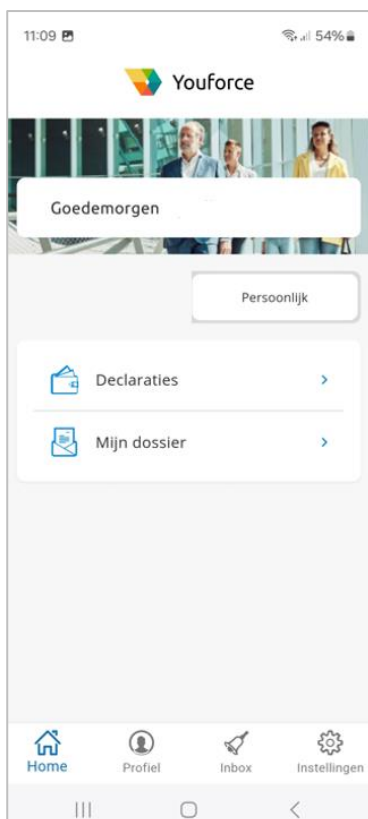 11:09 54%
Youforce
Goedemorgen
Persoonlijk
Declaraties
Mijn dossier
Home Profiel Inbox Instellingen